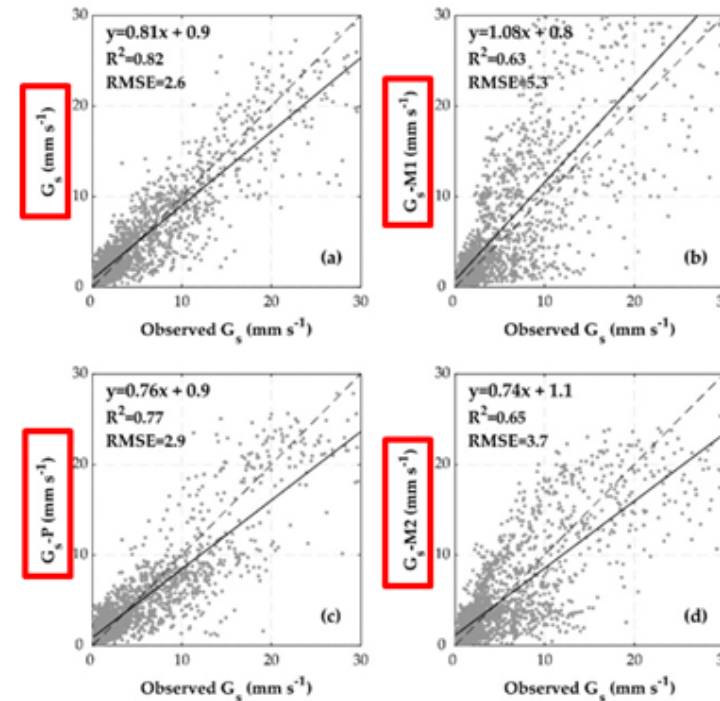 y=0.81x + 0.9
R²=0.82
RMSE=2.6
30
20
10
0
Gₛ (mm s⁻¹)
(a)
0 10 20 30
Observed Gₛ (mm s⁻¹)
y=1.08x + 0.8
R²=0.63
RMSE=5.3
30
20
10
0
Gₛ-M1 (mm s⁻¹)
(b)
0 10 20 30
Observed Gₛ (mm s⁻¹)
y=0.76x + 0.9
R²=0.77
RMSE=2.9
30
20
10
0
Gₛ-P (mm s⁻¹)
(c)
0 10 20 30
Observed Gₛ (mm s⁻¹)
y=0.74x + 1.1
R²=0.65
RMSE=3.7
30
20
10
0
Gₛ-M2 (mm s⁻¹)
(d)
0 10 20 30
Observed Gₛ (mm s⁻¹)